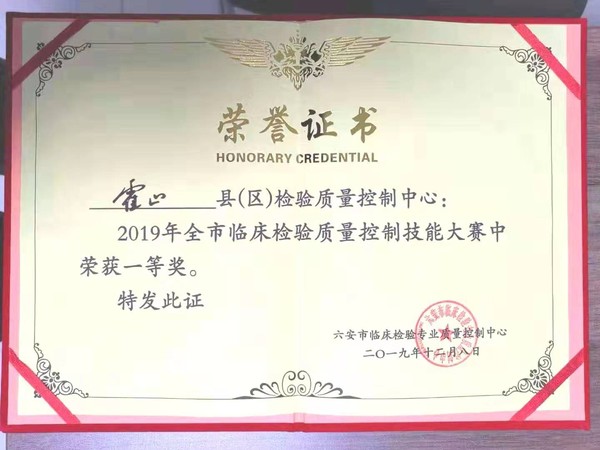 荣誉证书
HONORARY CREDENTIAL
霍山 县(区)检验质量控制中心:
2019年全市临床检验质量控制技能大赛中
荣获一等奖。
特发此证
六安市临床检验专业质量控制中心
二〇一九年十二月八日